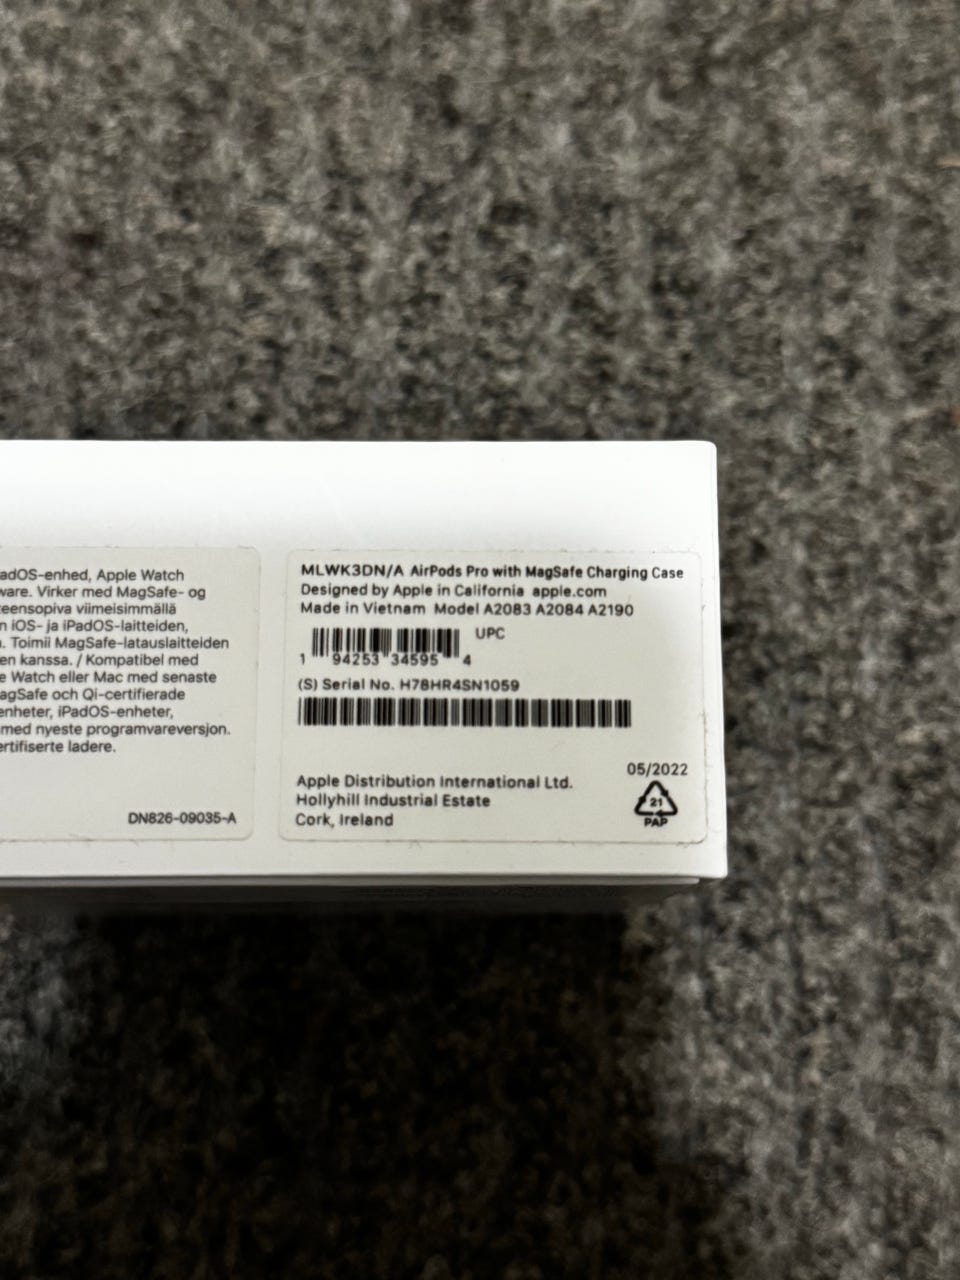 adOS-enhed, Apple Watch
ware. Virker med MagSafe- og
teensopiva viimeisimmällä
n iOS- ja iPadOS-laitteiden,
. Toimii MagSafe-latauslaitteiden
en kanssa. / Kompatibel med
e Watch eller Mac med senaste
agSafe och Qi-certifierade
enheter, iPadOS-enheter,
med nyeste programvareversjon.
ertifiserte ladere.
DN826-09035-A
MLWK3DN/A AirPods Pro with MagSafe Charging Case
Designed by Apple in California apple.com
Made in Vietnam Model A2083 A2084 A2190
UPC
1 94253 34595 4
(S) Serial No. H78HR4SN1059
05/2022
Apple Distribution International Ltd.
Hollyhill Industrial Estate
Cork, Ireland
21
PAP